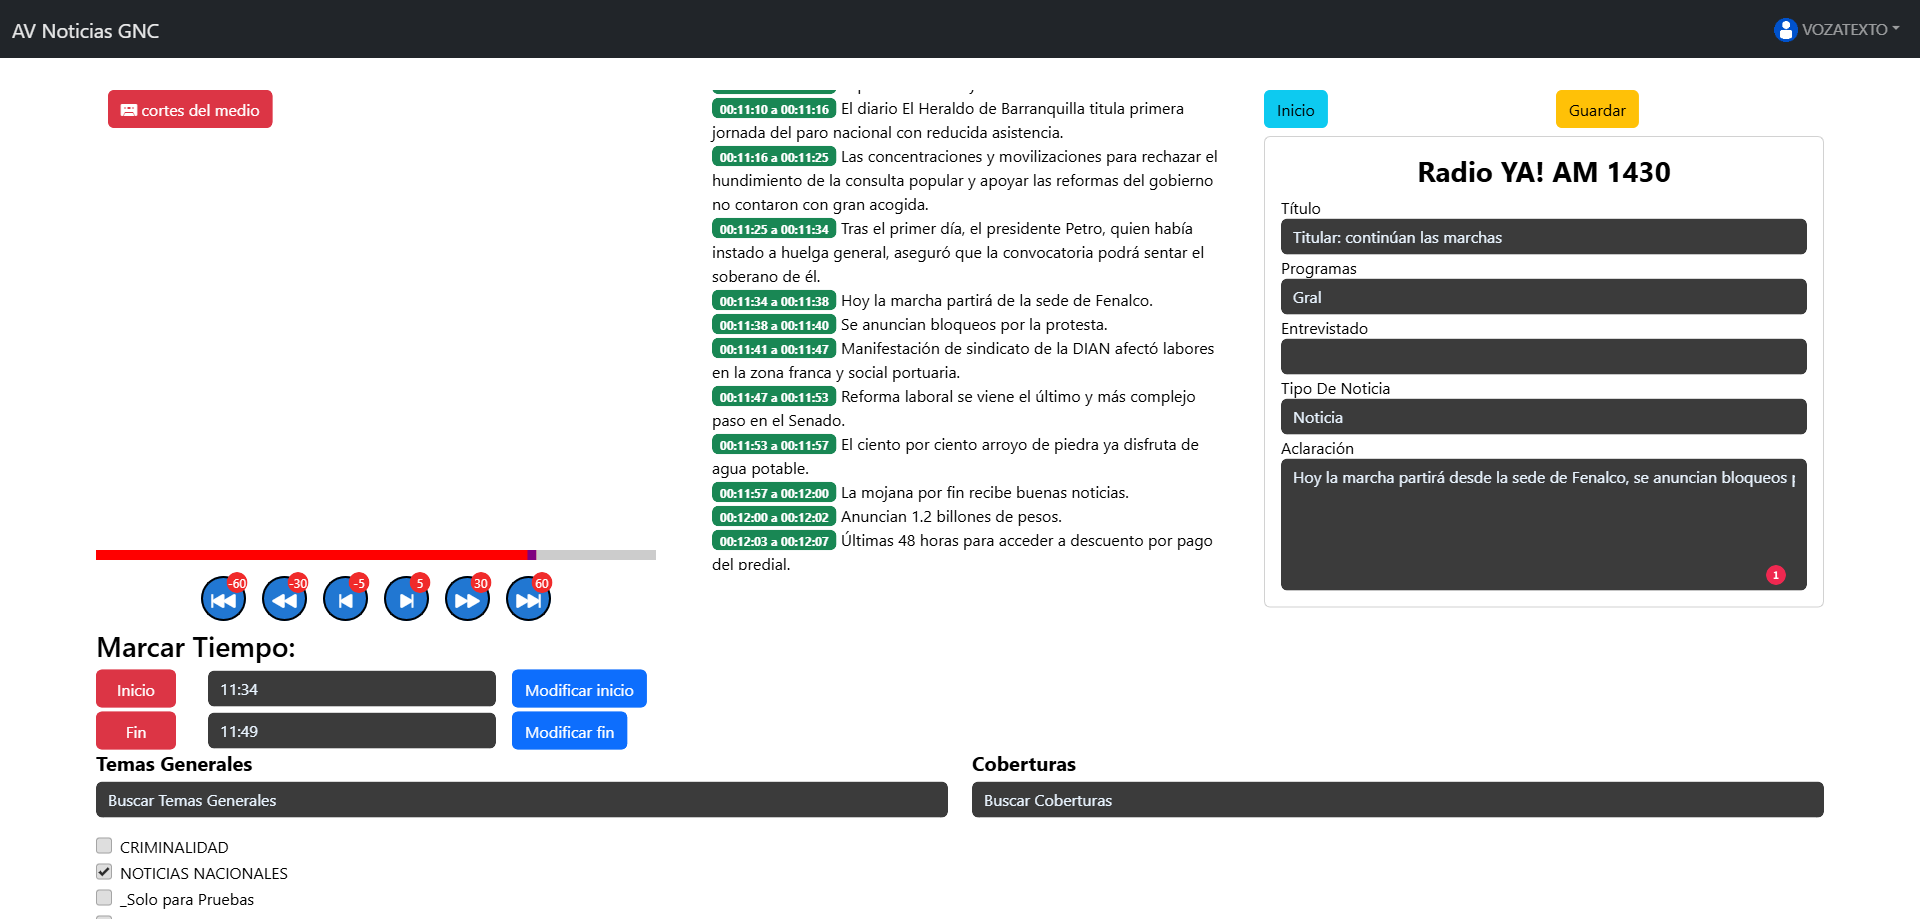 AV Noticias GNC
VOZATEXTO
cortes del medio
00:11:10 a 00:11:16 El diario El Heraldo de Barranquilla titula primera
jornada del paro nacional con reducida asistencia.
00:11:16 a 00:11:25 Las concentraciones y movilizaciones para rechazar el
hundimiento de la consulta popular y apoyar las reformas del gobierno
no contaron con gran acogida.
00:11:25 a 00:11:34 Tras el primer día, el presidente Petro, quien había
instado a huelga general, aseguró que la convocatoria podrá sentar el
soberano de él.
00:11:34 a 00:11:38 Hoy la marcha partirá de la sede de Fenalco.
00:11:38 a 00:11:40 Se anuncian bloqueos por la protesta.
00:11:41 a 00:11:47 Manifestación de sindicato de la DIAN afectó labores
en la zona franca y social portuaria.
00:11:47 a 00:11:53 Reforma laboral se viene el último y más complejo
paso en el Senado.
00:11:53 a 00:11:57 El ciento por ciento arroyo de piedra ya disfruta de
agua potable.
00:11:57 a 00:12:00 La mojana por fin recibe buenas noticias.
00:12:00 a 00:12:02 Anuncian 1.2 billones de pesos.
00:12:03 a 00:12:07 Últimas 48 horas para acceder a descuento por pago
del predial.
Inicio
Guardar
Radio YA! AM 1430
Título
Titular: continúan las marchas
Programas
Gral
Entrevistado
Tipo De Noticia
Noticia
Aclaración
Hoy la marcha partirá desde la sede de Fenalco, se anuncian bloqueos
1
-60
-30
-5
5
30
60
Marcar Tiempo:
Inicio
11:34
Modificar inicio
Fin
11:49
Modificar fin
Temas Generales
Buscar Temas Generales
CRIMINALIDAD
NOTICIAS NACIONALES
_Solo para Pruebas
Coberturas
Buscar Coberturas